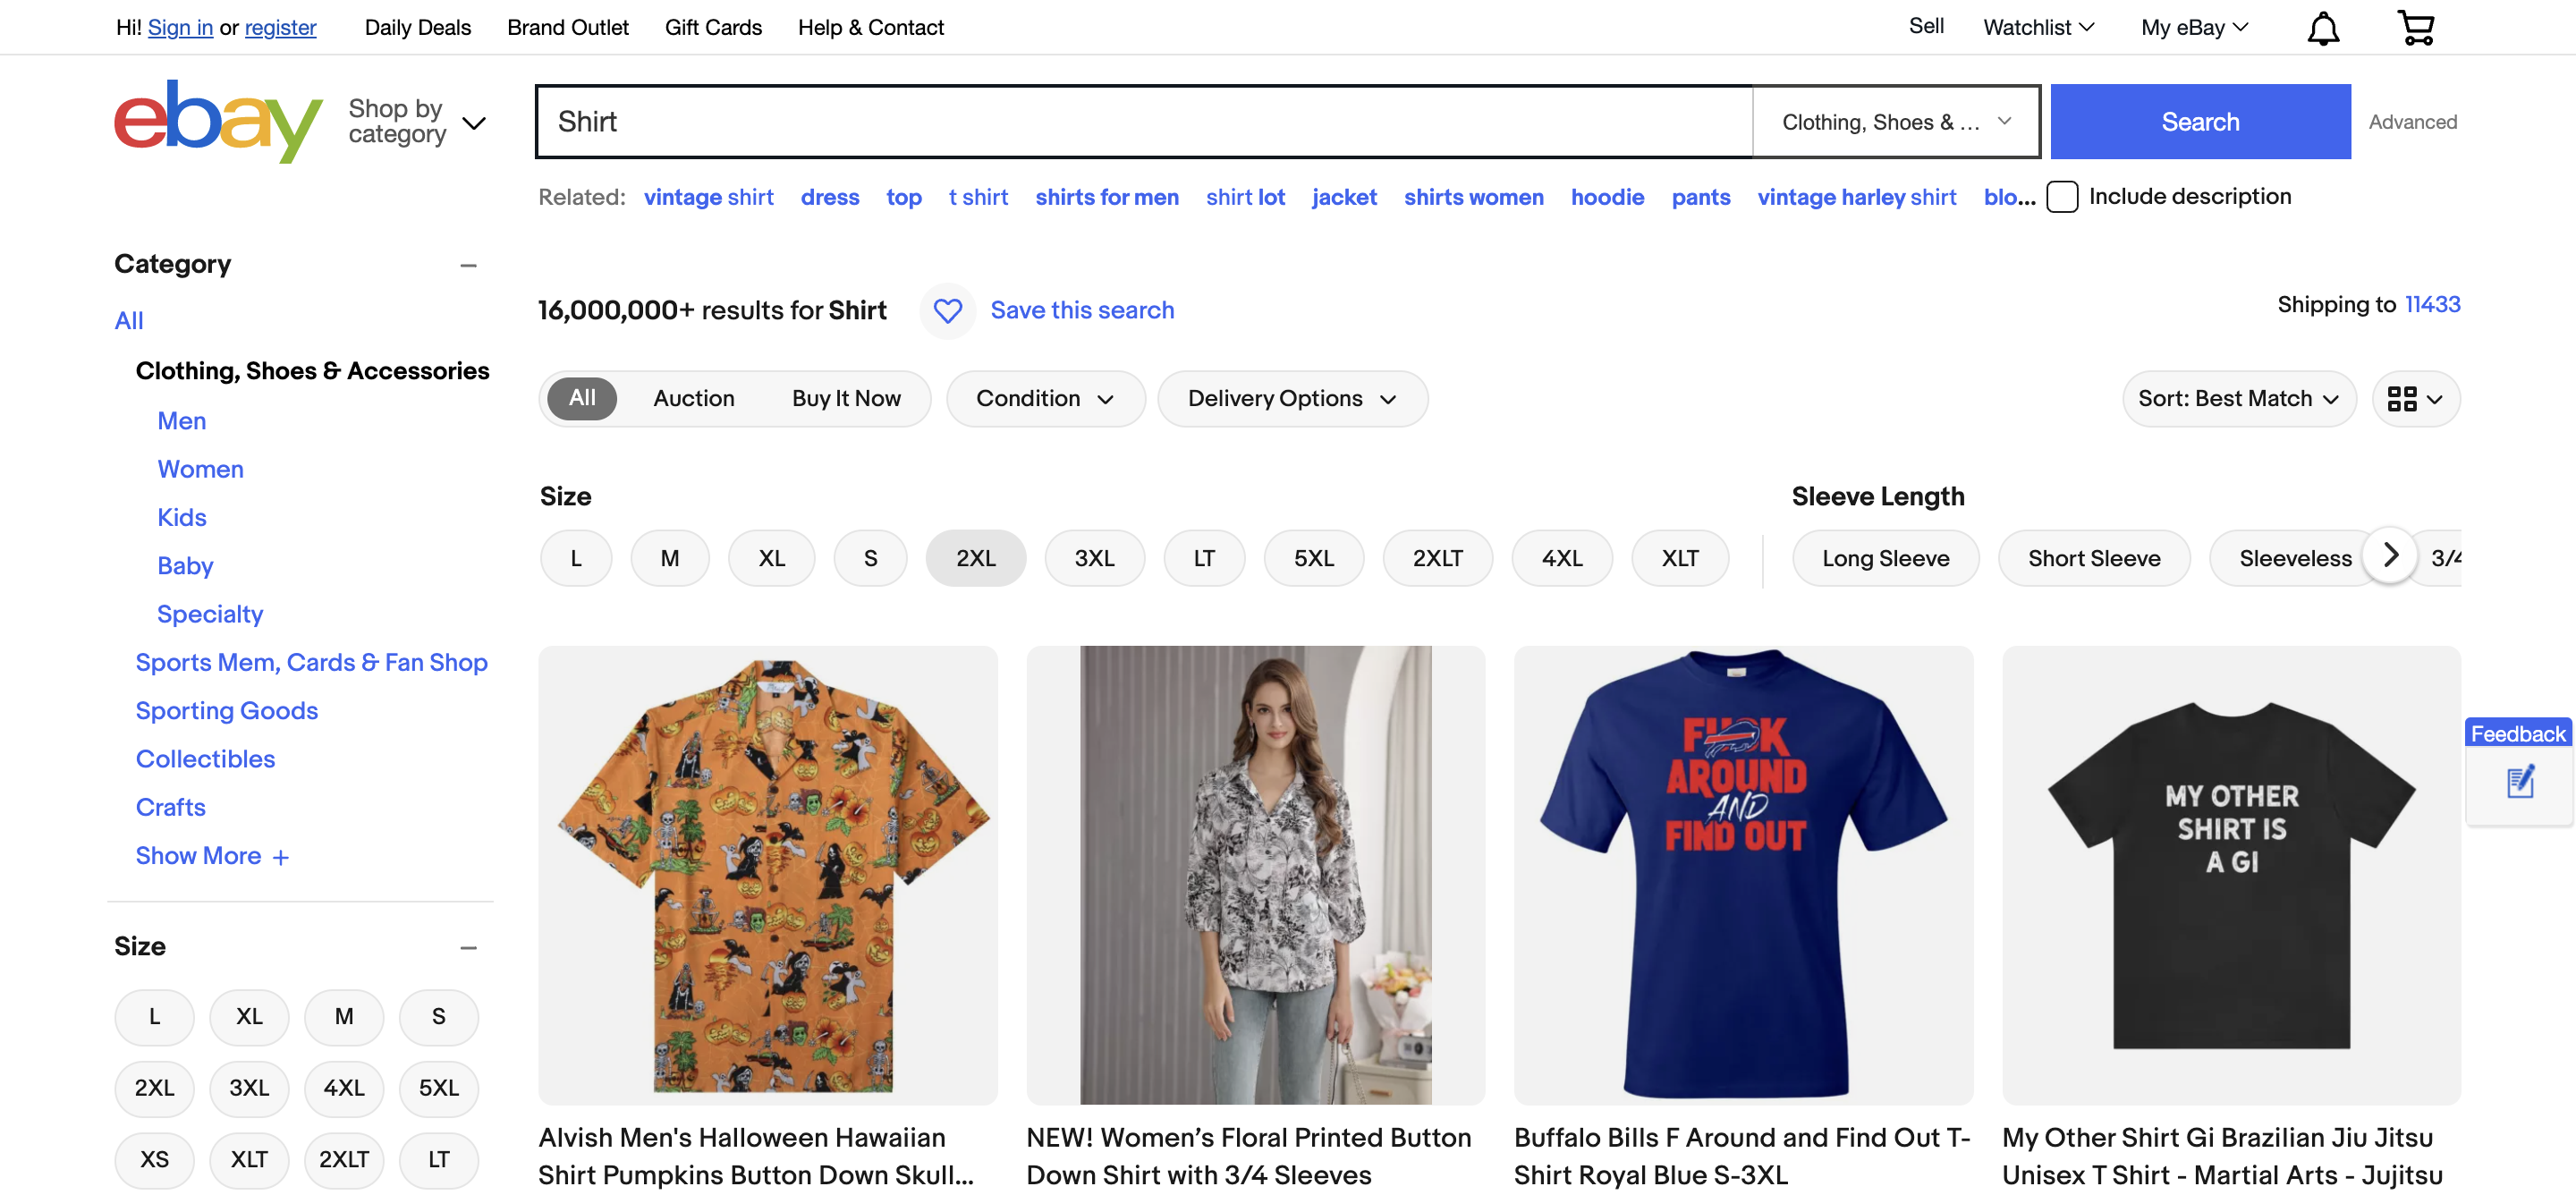 Hi! Sign in or register Daily Deals Brand Outlet Gift Cards Help & Contact Sell Watchlist My eBay
ebay
Shop by
category
Shirt Clothing, Shoes & ... Search Advanced
Related: vintage shirt dress top t shirt shirts for men shirt lot jacket shirts women hoodie pants vintage harley shirt blo... Include description
Category
All
Clothing, Shoes & Accessories
Men
Women
Kids
Baby
Specialty
Sports Mem, Cards & Fan Shop
Sporting Goods
Collectibles
Crafts
Show More +
Size
L XL M S
2XL 3XL 4XL 5XL
XS XLT 2XLT LT
16,000,000+ results for Shirt Save this search Shipping to 11433
All Auction Buy It Now Condition Delivery Options Sort: Best Match
Size
L M XL S 2XL 3XL LT 5XL 2XLT 4XL XLT
Sleeve Length
Long Sleeve Short Sleeve Sleeveless 3/4
Alvish Men's Halloween Hawaiian
Shirt Pumpkins Button Down Skull...
NEW! Women’s Floral Printed Button
Down Shirt with 3/4 Sleeves
AROUND
AND
FIND OUT
Buffalo Bills F Around and Find Out T-
Shirt Royal Blue S-3XL
MY OTHER
SHIRT IS
A GI
My Other Shirt Gi Brazilian Jiu Jitsu
Unisex T Shirt - Martial Arts - Jujitsu
Feedback